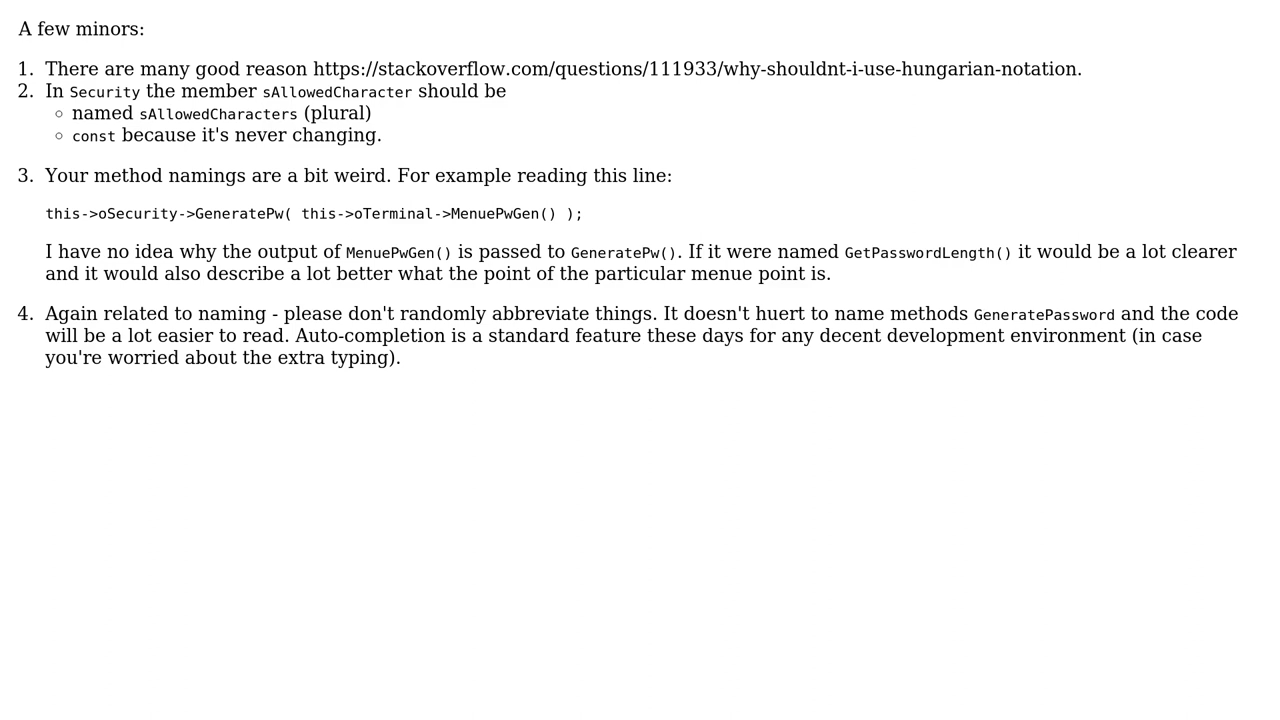 A few minors:
1. There are many good reason https://stackoverflow.com/questions/111933/why-shouldnt-i-use-hungarian-notation.
2. In Security the member sAllowedCharacter should be
○ named sAllowedCharacters (plural)
○ const because it's never changing.
3. Your method namings are a bit weird. For example reading this line:
this->oSecurity->GeneratePw( this->oTerminal->MenuePwGen() );
I have no idea why the output of MenuePwGen() is passed to GeneratePw(). If it were named GetPasswordLength() it would be a lot clearer
and it would also describe a lot better what the point of the particular menue point is.
4. Again related to naming - please don't randomly abbreviate things. It doesn't huert to name methods GeneratePassword and the code
will be a lot easier to read. Auto-completion is a standard feature these days for any decent development environment (in case
you're worried about the extra typing).